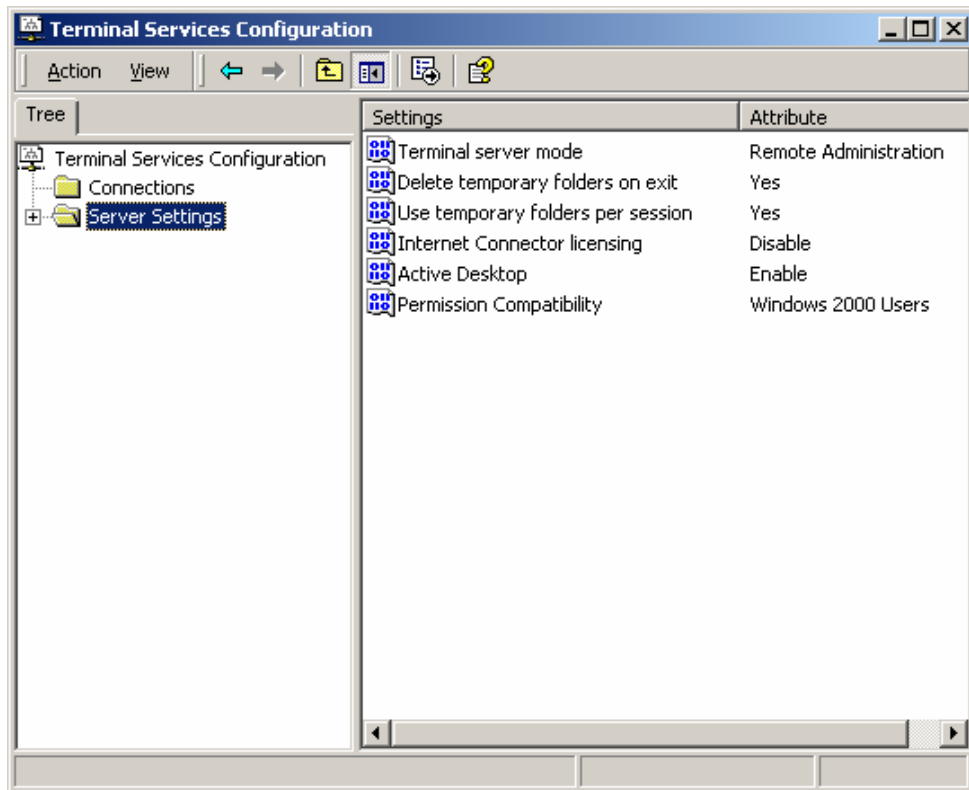 Terminal Services Configuration
Action View
Tree
Terminal Services Configuration
Connections
Server Settings
Settings Attribute
Terminal server mode Remote Administration
Delete temporary folders on exit Yes
Use temporary folders per session Yes
Internet Connector licensing Disable
Active Desktop Enable
Permission Compatibility Windows 2000 Users